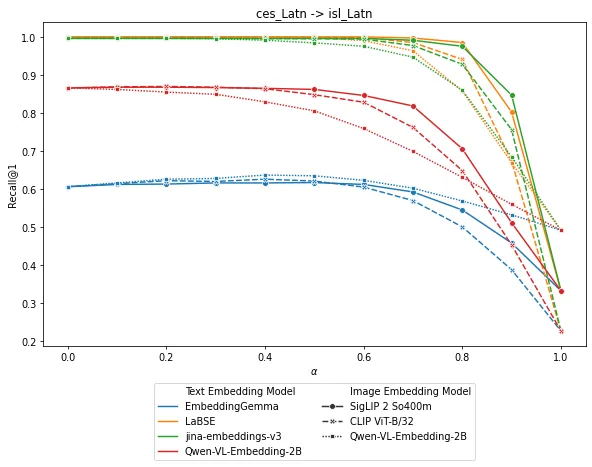 ces_Latn -> isl_Latn
Recall@1
1.0
0.9
0.8
0.7
0.6
0.5
0.4
0.3
0.2
0.0 0.2 0.4 0.6 0.8 1.0
α
Text Embedding Model Image Embedding Model
EmbeddingGemma SigLIP 2 So400m
LaBSE CLIP ViT-B/32
jina-embeddings-v3 Qwen-VL-Embedding-2B
Qwen-VL-Embedding-2B